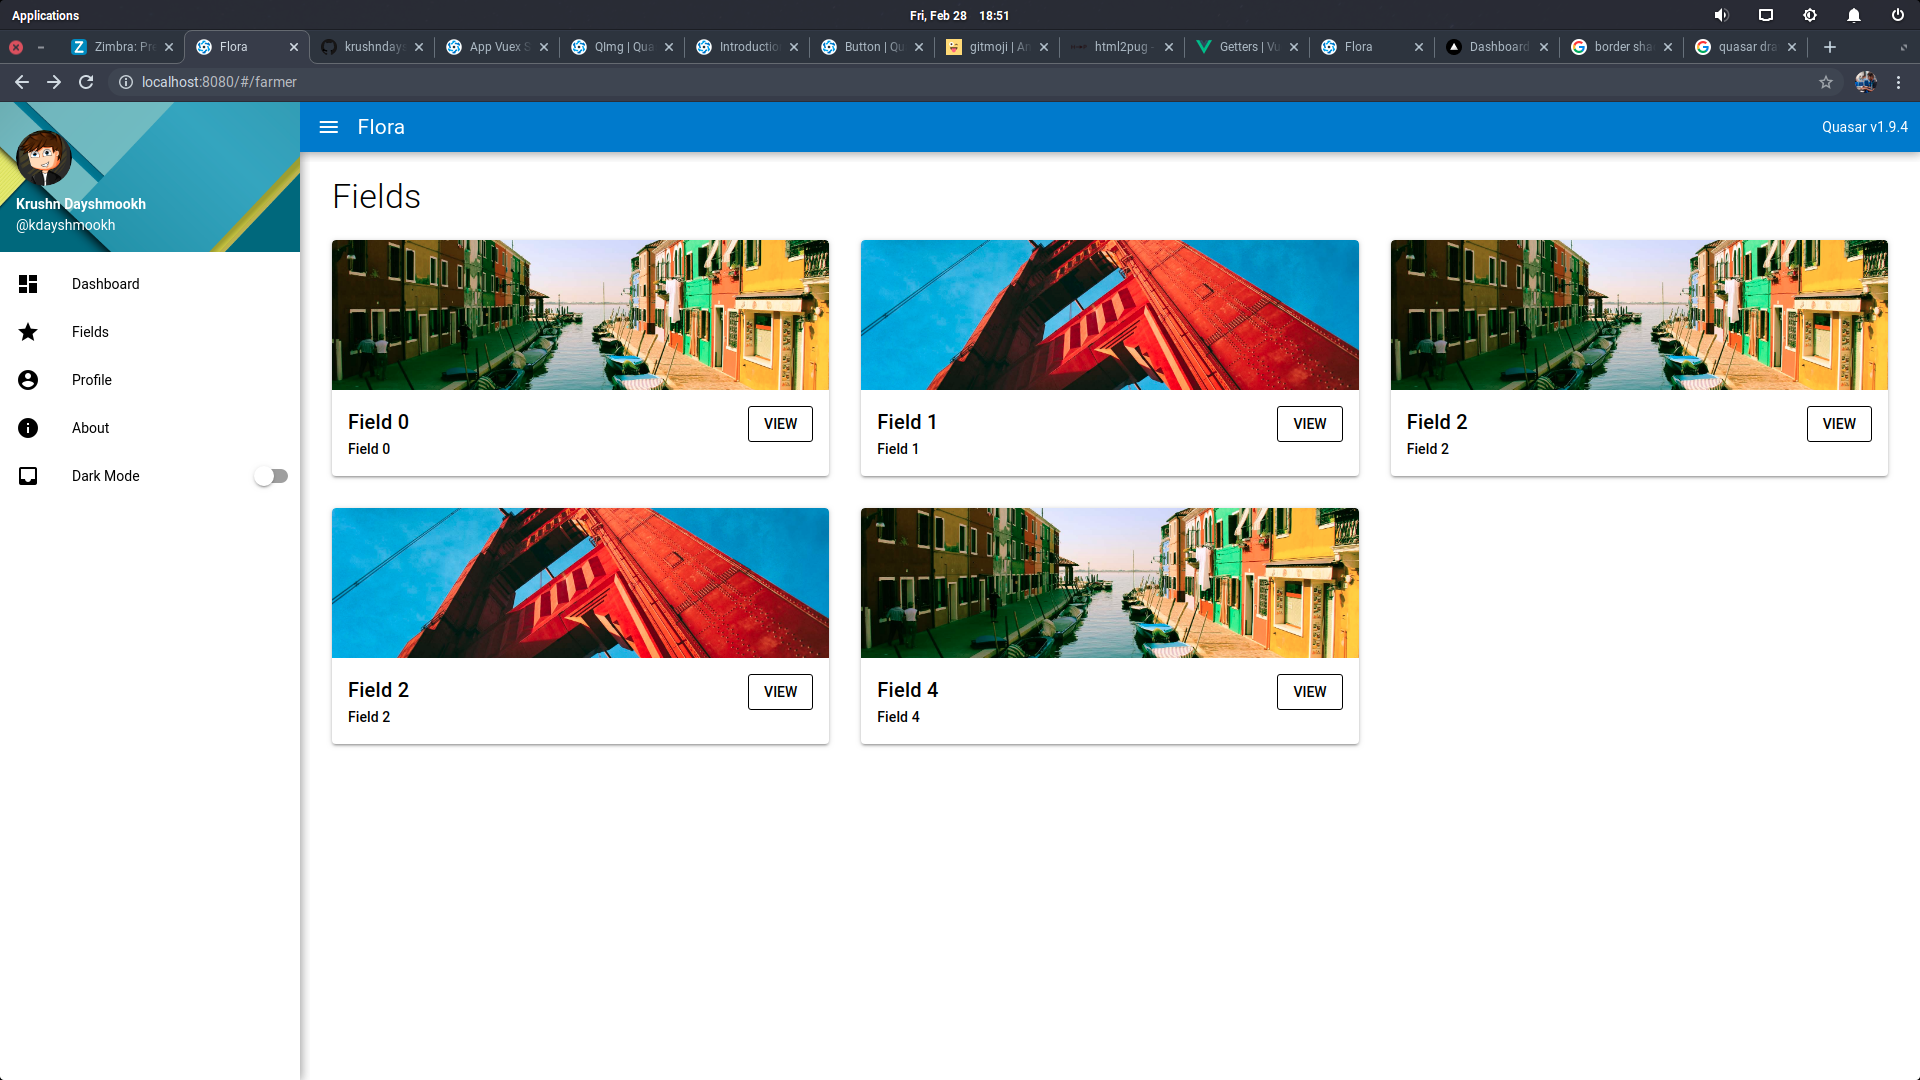 Applications
Fri, Feb 28 18:51
Zimbra: Pr
Flora
krushnday
App Vuex S
QImg | Qua
Introductio
Button | Qu
gitmoji | An
html2pug -
Getters | Vu
Flora
Dashboard
border sha
quasar dra
localhost:8080/#/farmer
Krushn Dayshmookh
@kdayshmookh
Dashboard
Fields
Profile
About
Dark Mode
Flora
Quasar v1.9.4
Fields
Field 0
VIEW
Field 0
Field 1
VIEW
Field 1
Field 2
VIEW
Field 2
Field 2
VIEW
Field 2
Field 4
VIEW
Field 4